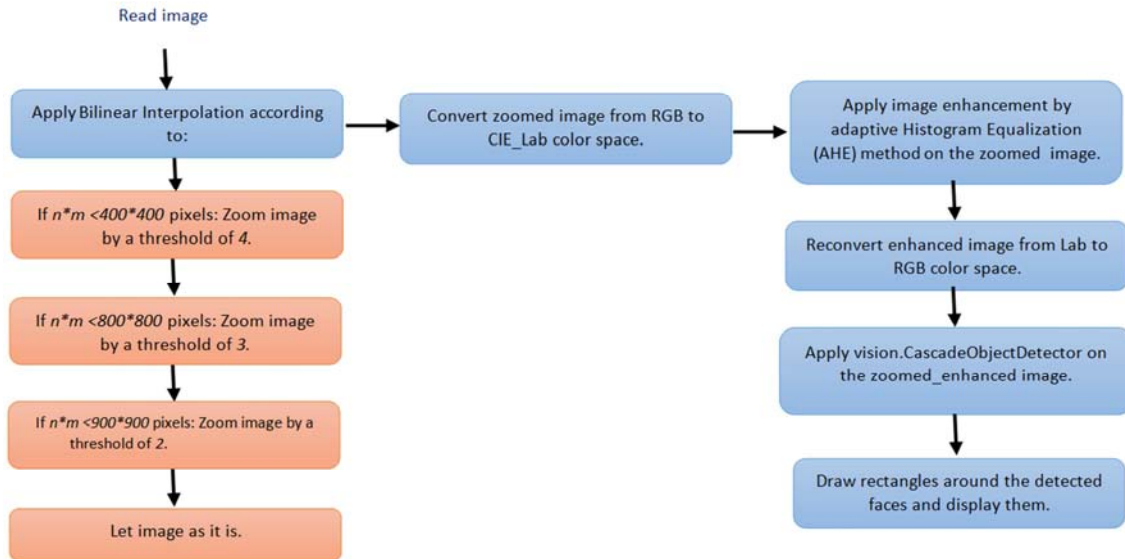 Read image
Apply Bilinear Interpolation according
to:
If n*m <400*400 pixels: Zoom image
by a threshold of 4.
If n*m <800*800 pixels: Zoom image
by a threshold of 3.
If n*m <900*900 pixels: Zoom image by a
threshold of 2.
Let image as it is.
Convert zoomed image from RGB to
CIE_Lab color space.
Apply image enhancement by
adaptive Histogram Equalization
(AHE) method on the zoomed image.
Reconvert enhanced image from Lab to
RGB color space.
Apply vision.CascadeObjectDetector on
the zoomed_enhanced image.
Draw rectangles around the detected
faces and display them.